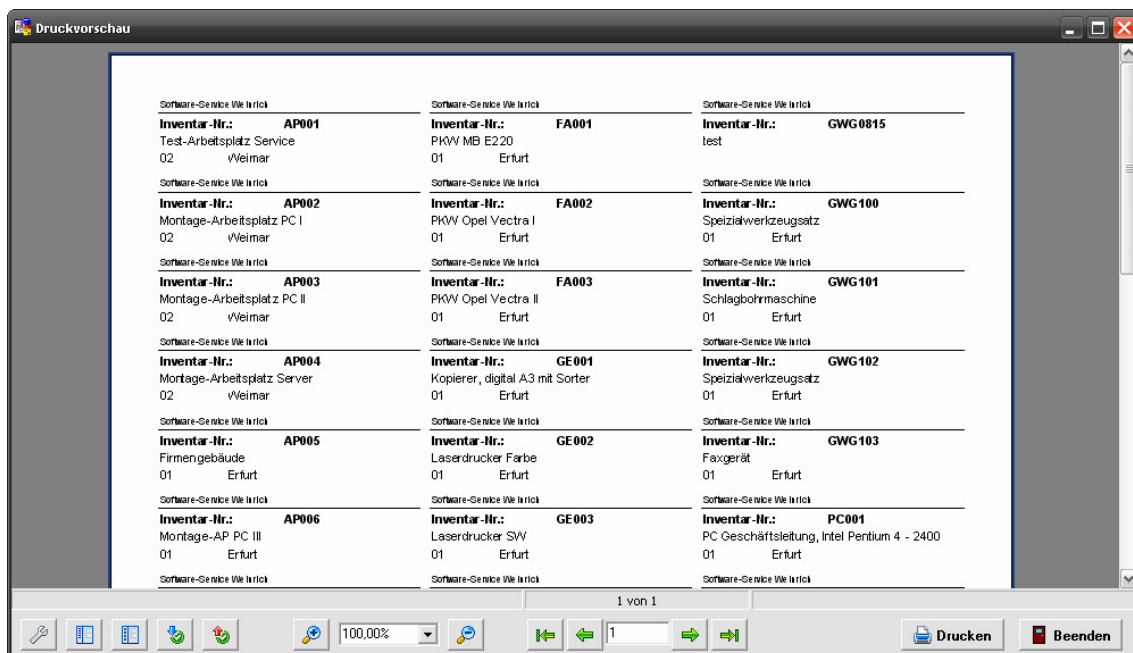 Druckvorschau
Software-Service Wehrich Software-Service Wehrich Software-Service Wehrich
Inventar-Nr.: AP001 Inventar-Nr.: FA001 Inventar-Nr.: GWG0815
Test-Arbeitsplatz Service PKW MB E220 test
02 Weimar 01 Erfurt
Software-Service Wehrich Software-Service Wehrich Software-Service Wehrich
Inventar-Nr.: AP002 Inventar-Nr.: FA002 Inventar-Nr.: GWG100
Montage-Arbeitsplatz PC I PKW Opel Vectra I Speizialwerkzeugsatz
02 Weimar 01 Erfurt 01 Erfurt
Software-Service Wehrich Software-Service Wehrich Software-Service Wehrich
Inventar-Nr.: AP003 Inventar-Nr.: FA003 Inventar-Nr.: GWG101
Montage-Arbeitsplatz PC II PKW Opel Vectra II Schlagbohrmaschine
02 Weimar 01 Erfurt 01 Erfurt
Software-Service Wehrich Software-Service Wehrich Software-Service Wehrich
Inventar-Nr.: AP004 Inventar-Nr.: GE001 Inventar-Nr.: GWG102
Montage-Arbeitsplatz Server Kopierer, digital A3 mit Sorter Speizialwerkzeugsatz
02 Weimar 01 Erfurt 01 Erfurt
Software-Service Wehrich Software-Service Wehrich Software-Service Wehrich
Inventar-Nr.: AP005 Inventar-Nr.: GE002 Inventar-Nr.: GWG103
Firmengebäude Laserdrucker Farbe Faxgerät
01 Erfurt 01 Erfurt 01 Erfurt
Software-Service Wehrich Software-Service Wehrich Software-Service Wehrich
Inventar-Nr.: AP006 Inventar-Nr.: GE003 Inventar-Nr.: PC001
Montage-AP PC III Laserdrucker SW PC Geschäftsleitung, Intel Pentium 4 - 2400
01 Erfurt 01 Erfurt 01 Erfurt
Software-Service Wehrich Software-Service Wehrich Software-Service Wehrich
1 von 1
100,00% 1 Drucken Beenden